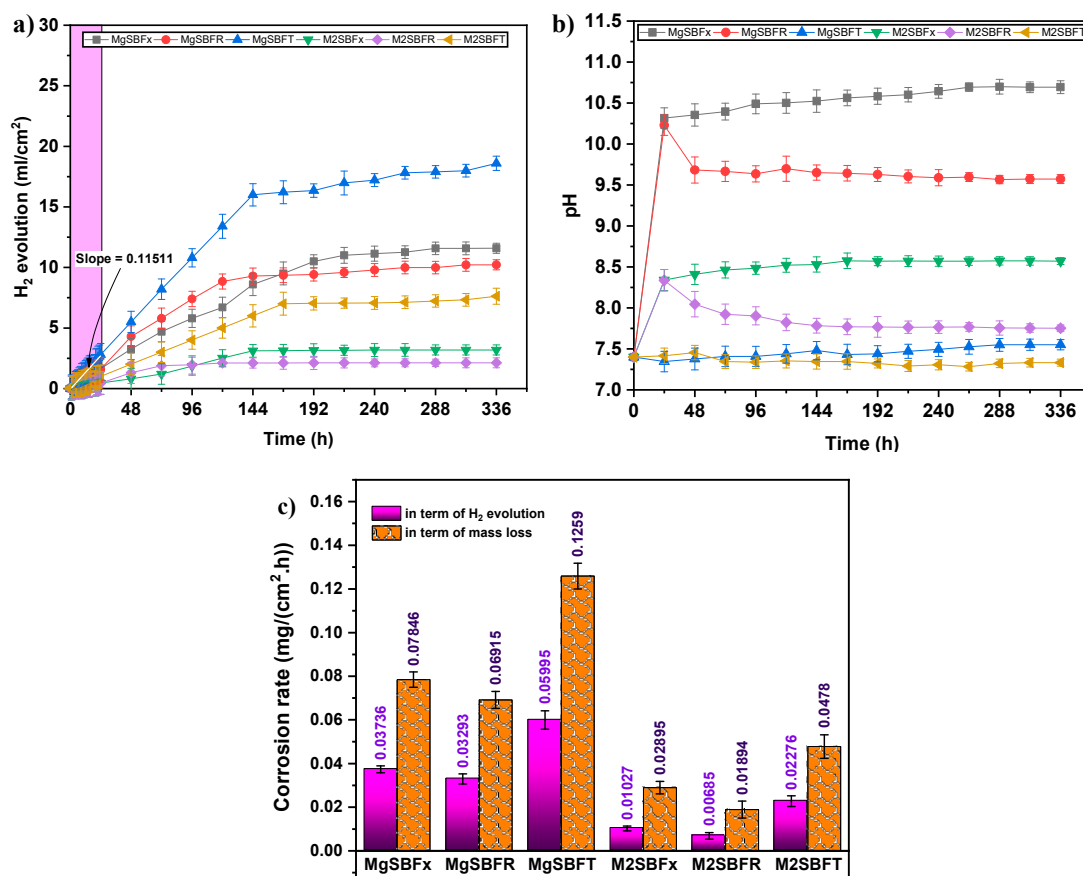 a)
MgSBFx MgSBFR MgSBFT M2SBFx M2SBFR M2SBFT
30
25
20
15
10
5
0
H₂ evolution (ml/cm²)
Slope = 0.11511
0 48 96 144 192 240 288 336
Time (h)
b)
MgSBFx MgSBFR MgSBFT M2SBFx M2SBFR M2SBFT
11.5
11.0
10.5
10.0
9.5
9.0
8.5
8.0
7.5
7.0
pH
0 48 96 144 192 240 288 336
Time (h)
c)
in term of H₂ evolution
in term of mass loss
0.16
0.14
0.12
0.10
0.08
0.06
0.04
0.02
0.00
Corrosion rate (mg/(cm².h))
0.03736
0.07846
0.03293
0.06915
0.05995
0.1259
0.01027
0.02895
0.00685
0.01894
0.02276
0.0478
MgSBFx MgSBFR MgSBFT M2SBFx M2SBFR M2SBFT